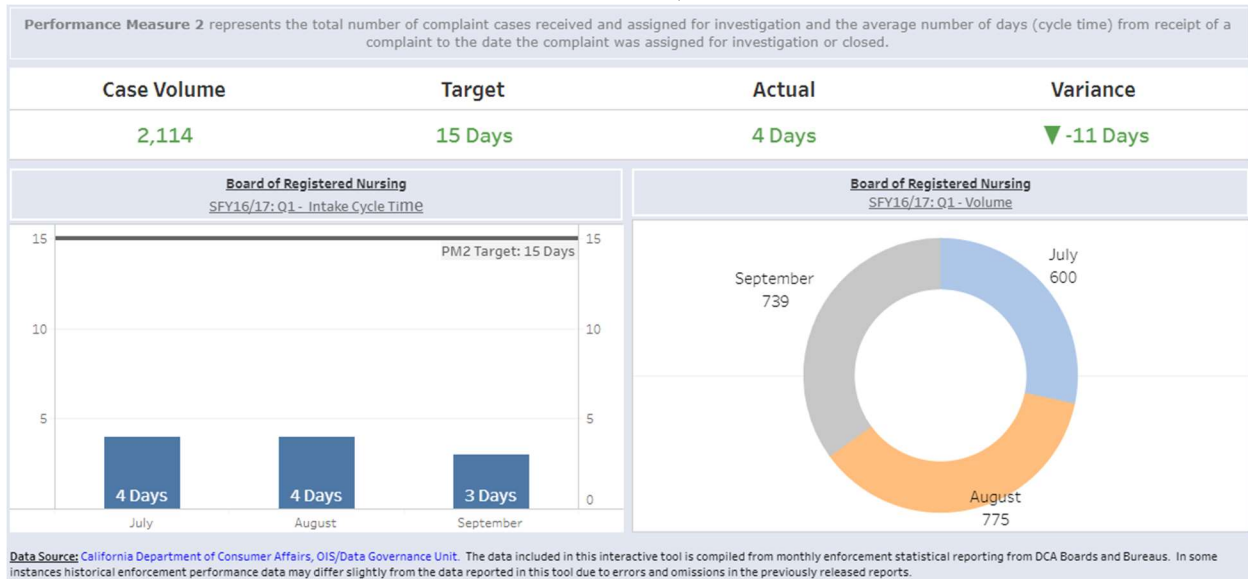 Performance Measure 2 represents the total number of complaint cases received and assigned for investigation and the average number of days (cycle time) from receipt of a
complaint to the date the complaint was assigned for investigation or closed.
Case Volume Target Actual Variance
2,114 15 Days 4 Days ▼ -11 Days
Board of Registered Nursing
SFY16/17: Q1 - Intake Cycle Time
15 15
PM2 Target: 15 Days
10 10
5 5
0
4 Days 4 Days 3 Days
July August September
Board of Registered Nursing
SFY16/17: Q1 - Volume
July
600
September
739
August
775
Data Source: California Department of Consumer Affairs, OIS/Data Governance Unit. The data included in this interactive tool is compiled from monthly enforcement statistical reporting from DCA Boards and Bureaus. In some
instances historical enforcement performance data may differ slightly from the data reported in this tool due to errors and omissions in the previously released reports.